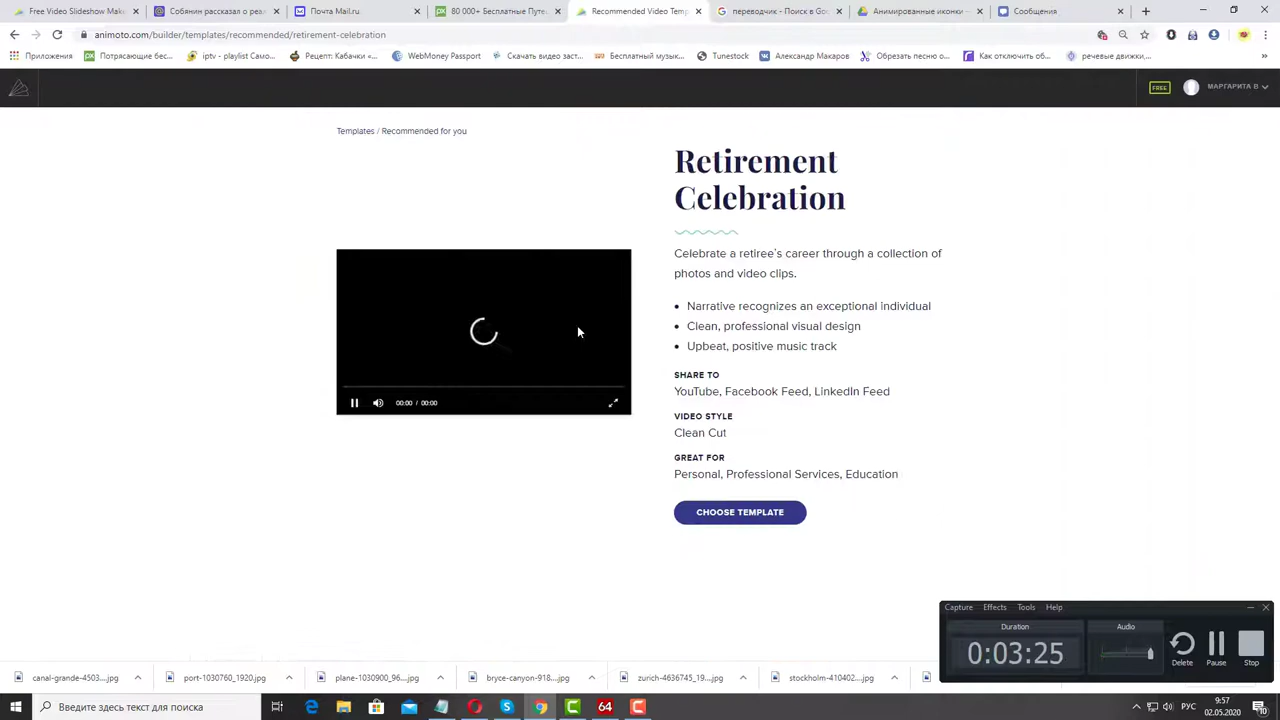 Free Video Slideshow Make
Собянин рассказал о реа
Почта Mail.ru
80 000+ Бесплатные Путе
Recommended Video Temp
переводчик - Поиск в Goo
Анимированные иконки –
Сообщения
animoto.com/builder/templates/recommended/retirement-celebration
Приложения
Потрясающие бес...
iptv - playlist Само...
Рецепт: Кабачки «...
WebMoney Passport
Скачать видео заст...
Бесплатный музык...
Tunestock
Александр Макаров
Обрезать песню о...
Как отключить об...
речевые движки,...
FREE
МАРГАРИТА В
Templates / Recommended for you
Retirement
Celebration
Celebrate a retiree's career through a collection of
photos and video clips.
Narrative recognizes an exceptional individual
Clean, professional visual design
Upbeat, positive music track
SHARE TO
YouTube, Facebook Feed, LinkedIn Feed
VIDEO STYLE
Clean Cut
GREAT FOR
Personal, Professional Services, Education
CHOOSE TEMPLATE
00:00 / 00:00
Capture Effects Tools Help
Duration
Audio
0:03:25
Delete
Pause
Stop
canal-grande-4503....jpg
port-1030760_1920.jpg
plane-1030900_96....jpg
bryce-canyon-918....jpg
zurich-4636745_19....jpg
stockholm-410402....jpg
Введите здесь текст для поиска
64
РУС
9:57
02.05.2020
10